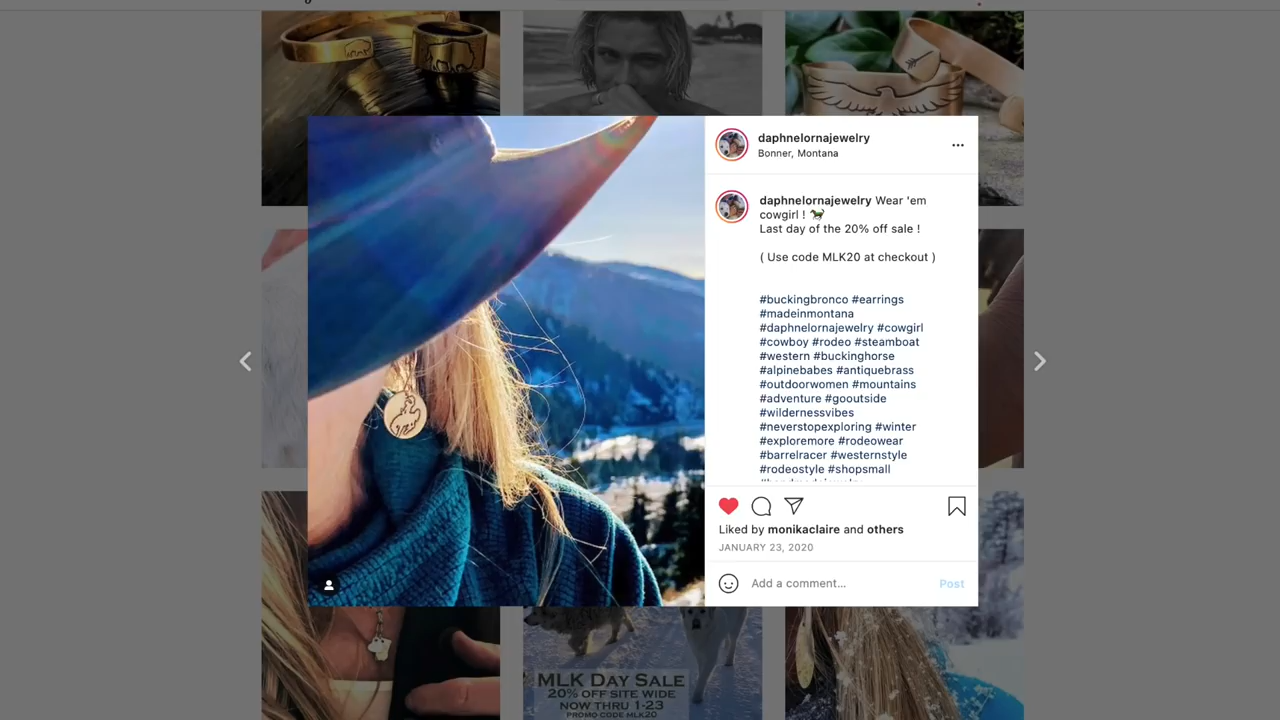 daphnelornajewelry
Bonner, Montana
daphnelornajewelry Wear 'em
cowgirl ! 🐎
Last day of the 20% off sale !
( Use code MLK20 at checkout )
#buckingbronco #earrings
#madeinmontana
#daphnelornajewelry #cowgirl
#cowboy #rodeo #steamboat
#western #buckinghorse
#alpinebabes #antiquebrass
#outdoorwomen #mountains
#adventure #gooutside
#wildernessvibes
#neverstopexploring #winter
#exploremore #rodeowear
#barrelracer #westernstyle
#rodeostyle #shopsmall
Liked by monikaclaire and others
JANUARY 23, 2020
Add a comment...
Post
MLK DAY SALE
20% OFF SITE WIDE
NOW THRU 1-23
PROMO CODE MLK20